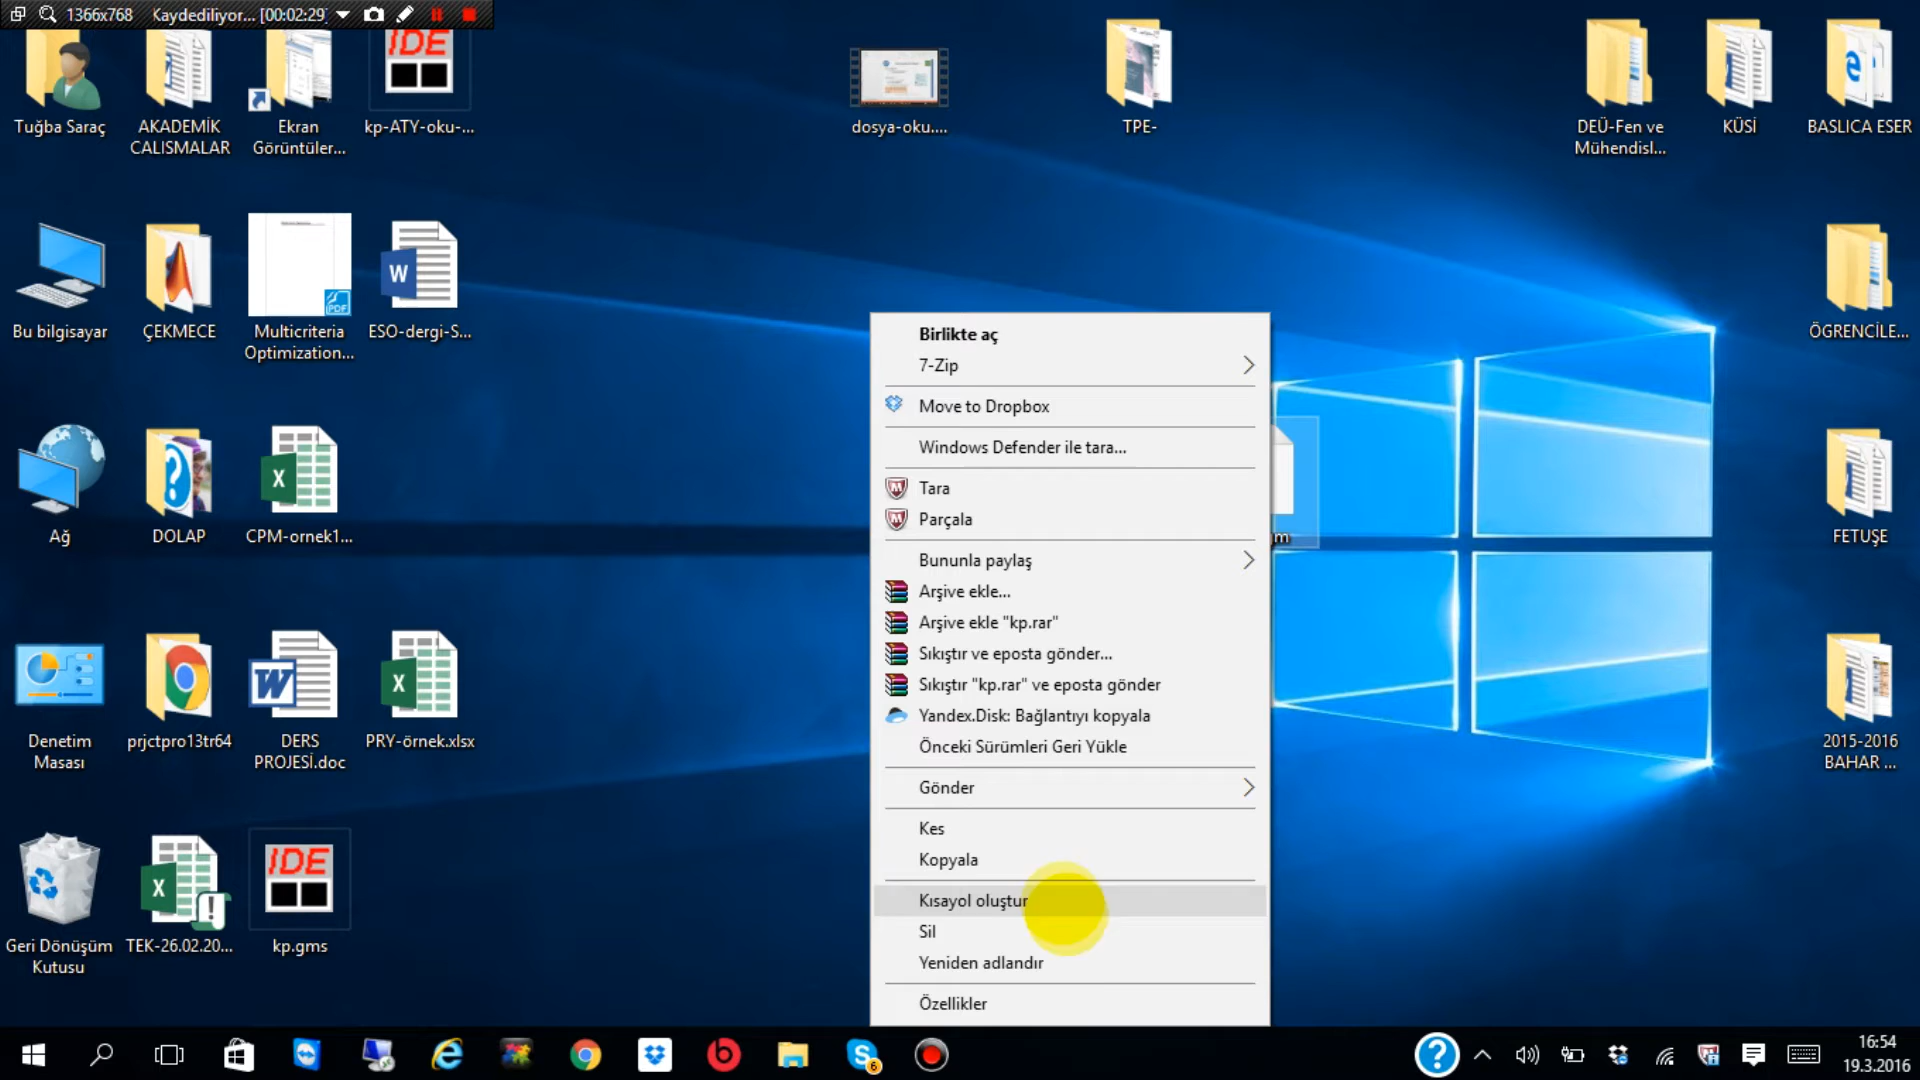 1366x768 Kaydediliyor... [00:02:29]
Tuğba Saraç
AKADEMİK
CALISMALAR
Ekran
Görüntüler...
IDE
kp-ATY-oku-...
dosya-oku....
TPE-
DEÜ-Fen ve
Mühendisl...
KÜSİ
BASLICA ESER
Bu bilgisayar
ÇEKMECE
PDF
Multicriteria
Optimization...
W
ESO-dergi-S...
ÖGRENCİLE...
Ağ
DOLAP
X
CPM-ornek1...
FETUŞE
Denetim
Masası
prjctpro13tr64
W
DERS
PROJESİ.doc
X
PRY-örnek.xlsx
2015-2016
BAHAR ...
Geri Dönüşüm
Kutusu
X
TEK-26.02.20...
IDE
kp.gms
Birlikte aç
7-Zip
Move to Dropbox
Windows Defender ile tara...
Tara
Parçala
Bununla paylaş
Arşive ekle...
Arşive ekle "kp.rar"
Sıkıştır ve eposta gönder...
Sıkıştır "kp.rar" ve eposta gönder
Yandex.Disk: Bağlantıyı kopyala
Önceki Sürümleri Geri Yükle
Gönder
Kes
Kopyala
Kısayol oluştur
Sil
Yeniden adlandır
Özellikler
6
16:54
19.3.2016